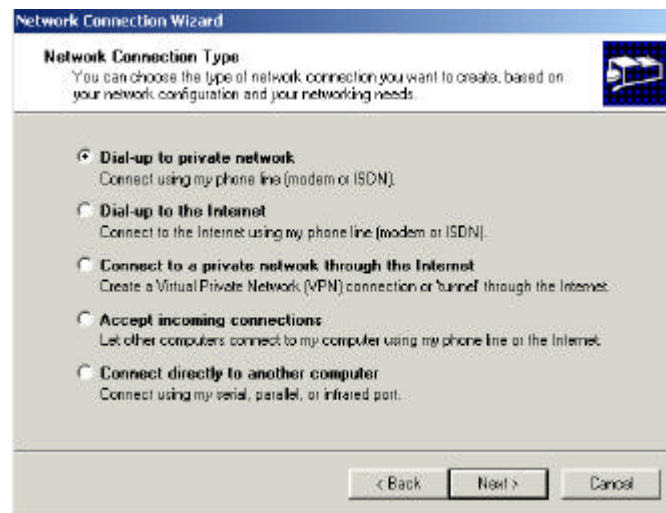 Network Connection Wizard
Network Connection Type
You can choose the type of network connection you want to create, based on
your network configuration and your networking needs.
Dial-up to private network
Connect using my phone line (modem or ISDN).
Dial-up to the Internet
Connect to the Internet using my phone line (modem or ISDN).
Connect to a private network through the Internet
Create a Virtual Private Network (VPN) connection or 'tunnel' through the Internet.
Accept incoming connections
Let other computers connect to my computer using my phone line or the Internet.
Connect directly to another computer
Connect using my serial, parallel, or infrared port.
< Back Next > Cancel